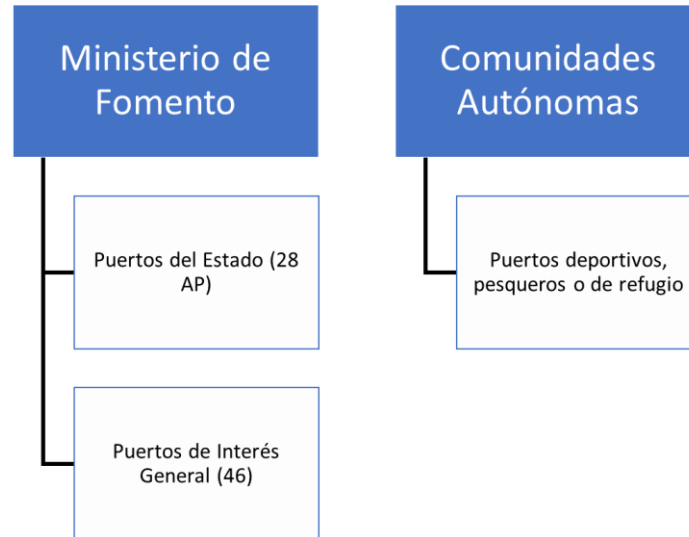 Ministerio de
Fomento
Puertos del Estado (28
AP)
Puertos de Interés
General (46)
Comunidades
Autónomas
Puertos deportivos,
pesqueros o de refugio